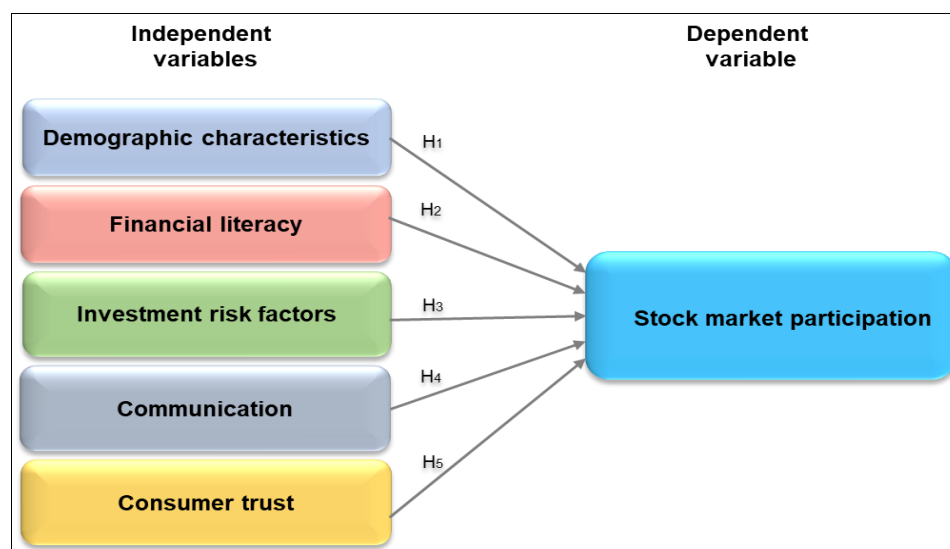 Independent
variables
Dependent
variable
Demographic characteristics
H1
Financial literacy
H2
Investment risk factors
H3
Stock market participation
Communication
H4
Consumer trust
H5